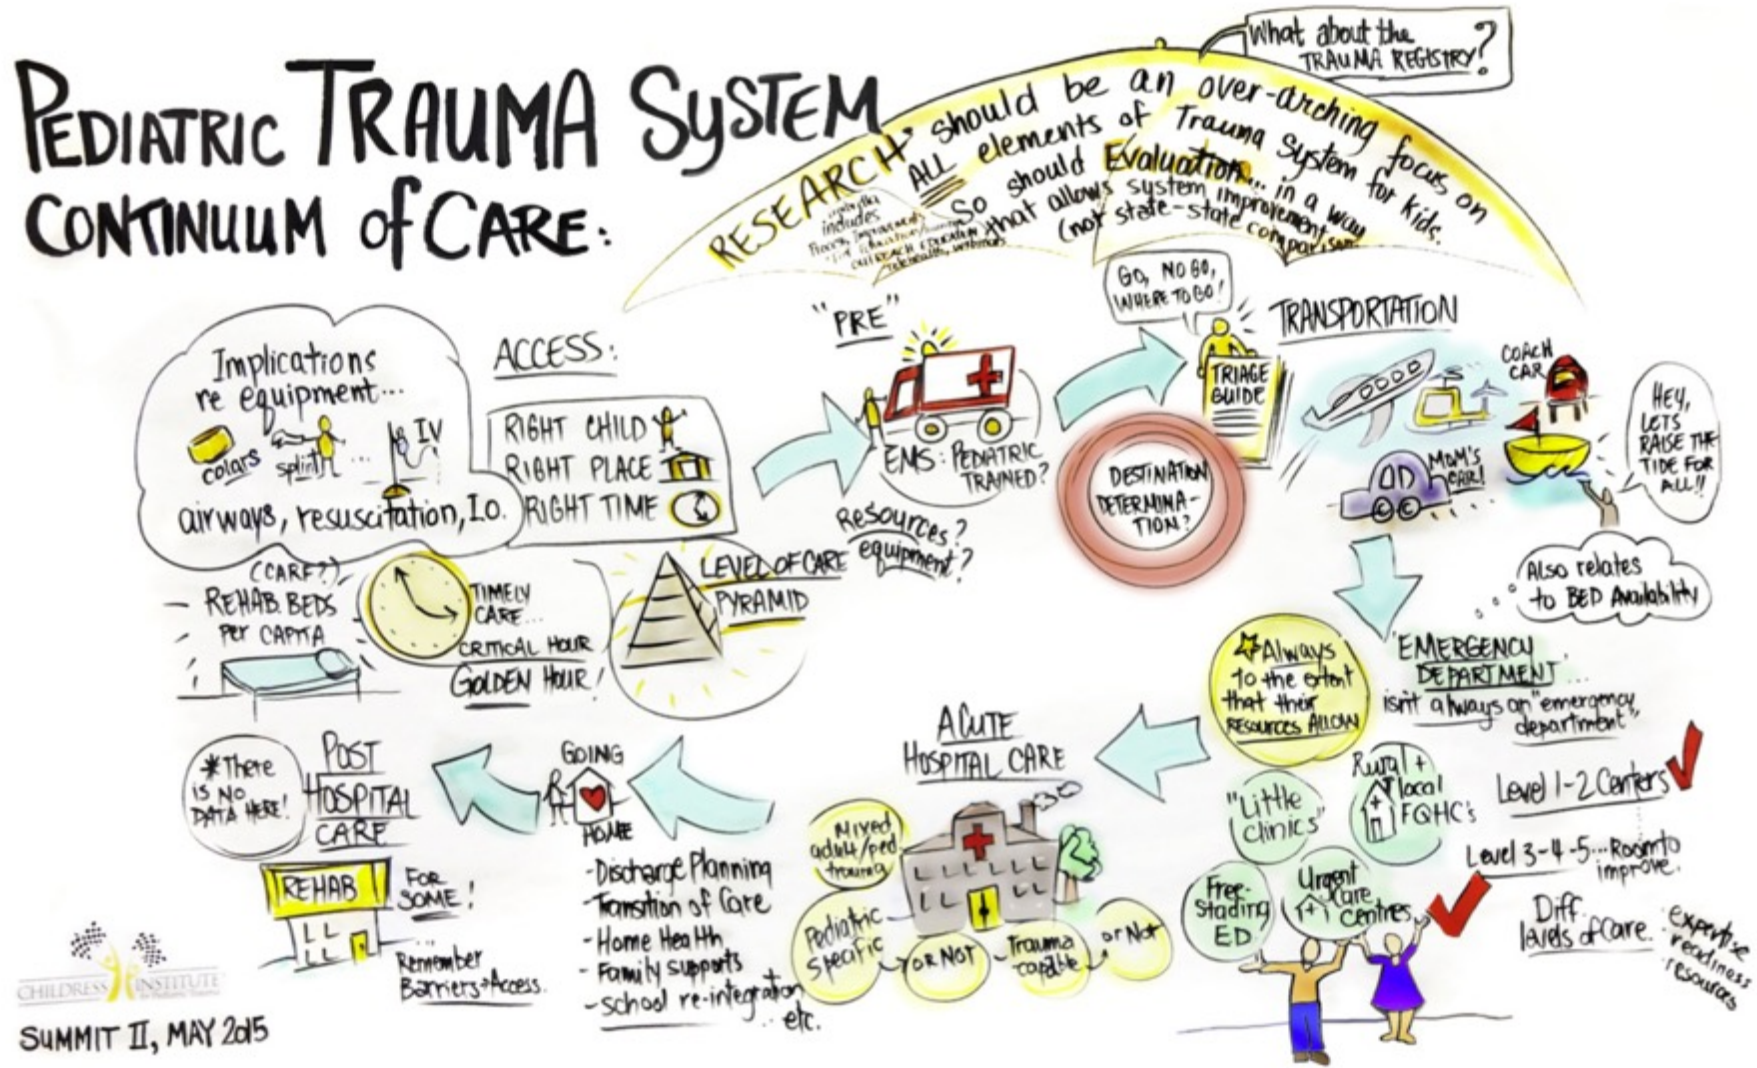 PEDIATRIC TRAUMA SYSTEM
CONTINUUM of CARE:
What about the
TRAUMA REGISTRY?
RESEARCH should be an over-arching focus on
ALL elements of Trauma System for kids.
So should Evaluation... in a way
that allows system improvement
(not state-state comparison
includes
Telehealth, webinars
Implications
re equipment...
colars
splint
...
IV
airways, resuscitation, I.O.
ACCESS:
RIGHT CHILD
RIGHT PLACE
RIGHT TIME
"PRE"
EMS: PEDIATRIC
TRAINED?
Resources?
equipment?
GO, NO GO,
WHERE TO GO!
TRIAGE
GUIDE
DESTINATION
DETERMINA-
TION?
TRANSPORTATION
COACH
CAR
MOM'S
CAR!
HEY,
LETS
RAISE THE
TIDE FOR
ALL!!
Also relates
to BED Availability
(CARE?)
REHAB. BEDS
per CAPITA
TIMELY
CARE...
CRITICAL HOUR
GOLDEN HOUR!
LEVEL OF CARE
PYRAMID
☆Always
to the extent
that their
RESOURCES ALLOW
EMERGENCY
DEPARTMENT...
isn't always an "emergency
department"
Level 1-2 Centers
Level 3-4-5...Room to
improve.
Diff.
levels of Care.
expertise
readiness
resources
"Little
clinics"
Rural +
local
FQHC's
Free-
Stading
ED
Urgent
Care
Centres
ACUTE
HOSPITAL CARE
Mixed
adult/ped.
trauma
Pediatric
Specific
OR NOT
Trauma
capable
or Not
GOING
HOME
-Discharge Planning
-Transition of Care
-Home Health
-Family supports +
-School re-integration
... etc.
POST
HOSPITAL
CARE
*There
IS NO
DATA HERE!
REHAB
FOR
SOME!
...
Remember
Barriers+Access.
CHILDRESS INSTITUTE
SUMMIT II, MAY 2015